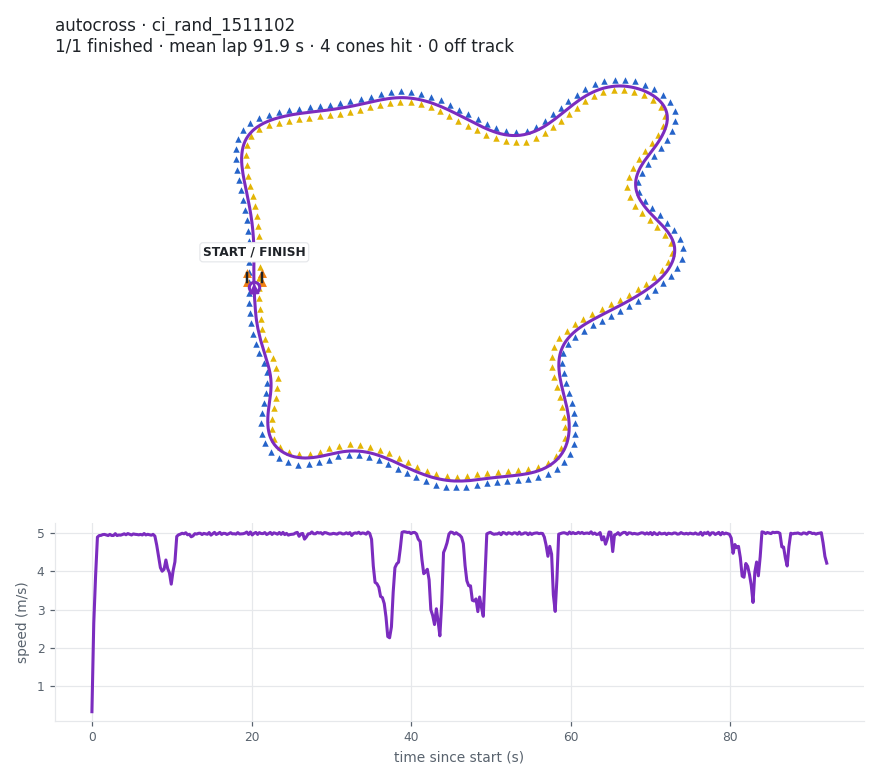 autocross · ci_rand_1511102
1/1 finished · mean lap 91.9 s · 4 cones hit · 0 off track
START / FINISH
5
4
3
2
1
speed (m/s)
0
20
40
60
80
time since start (s)